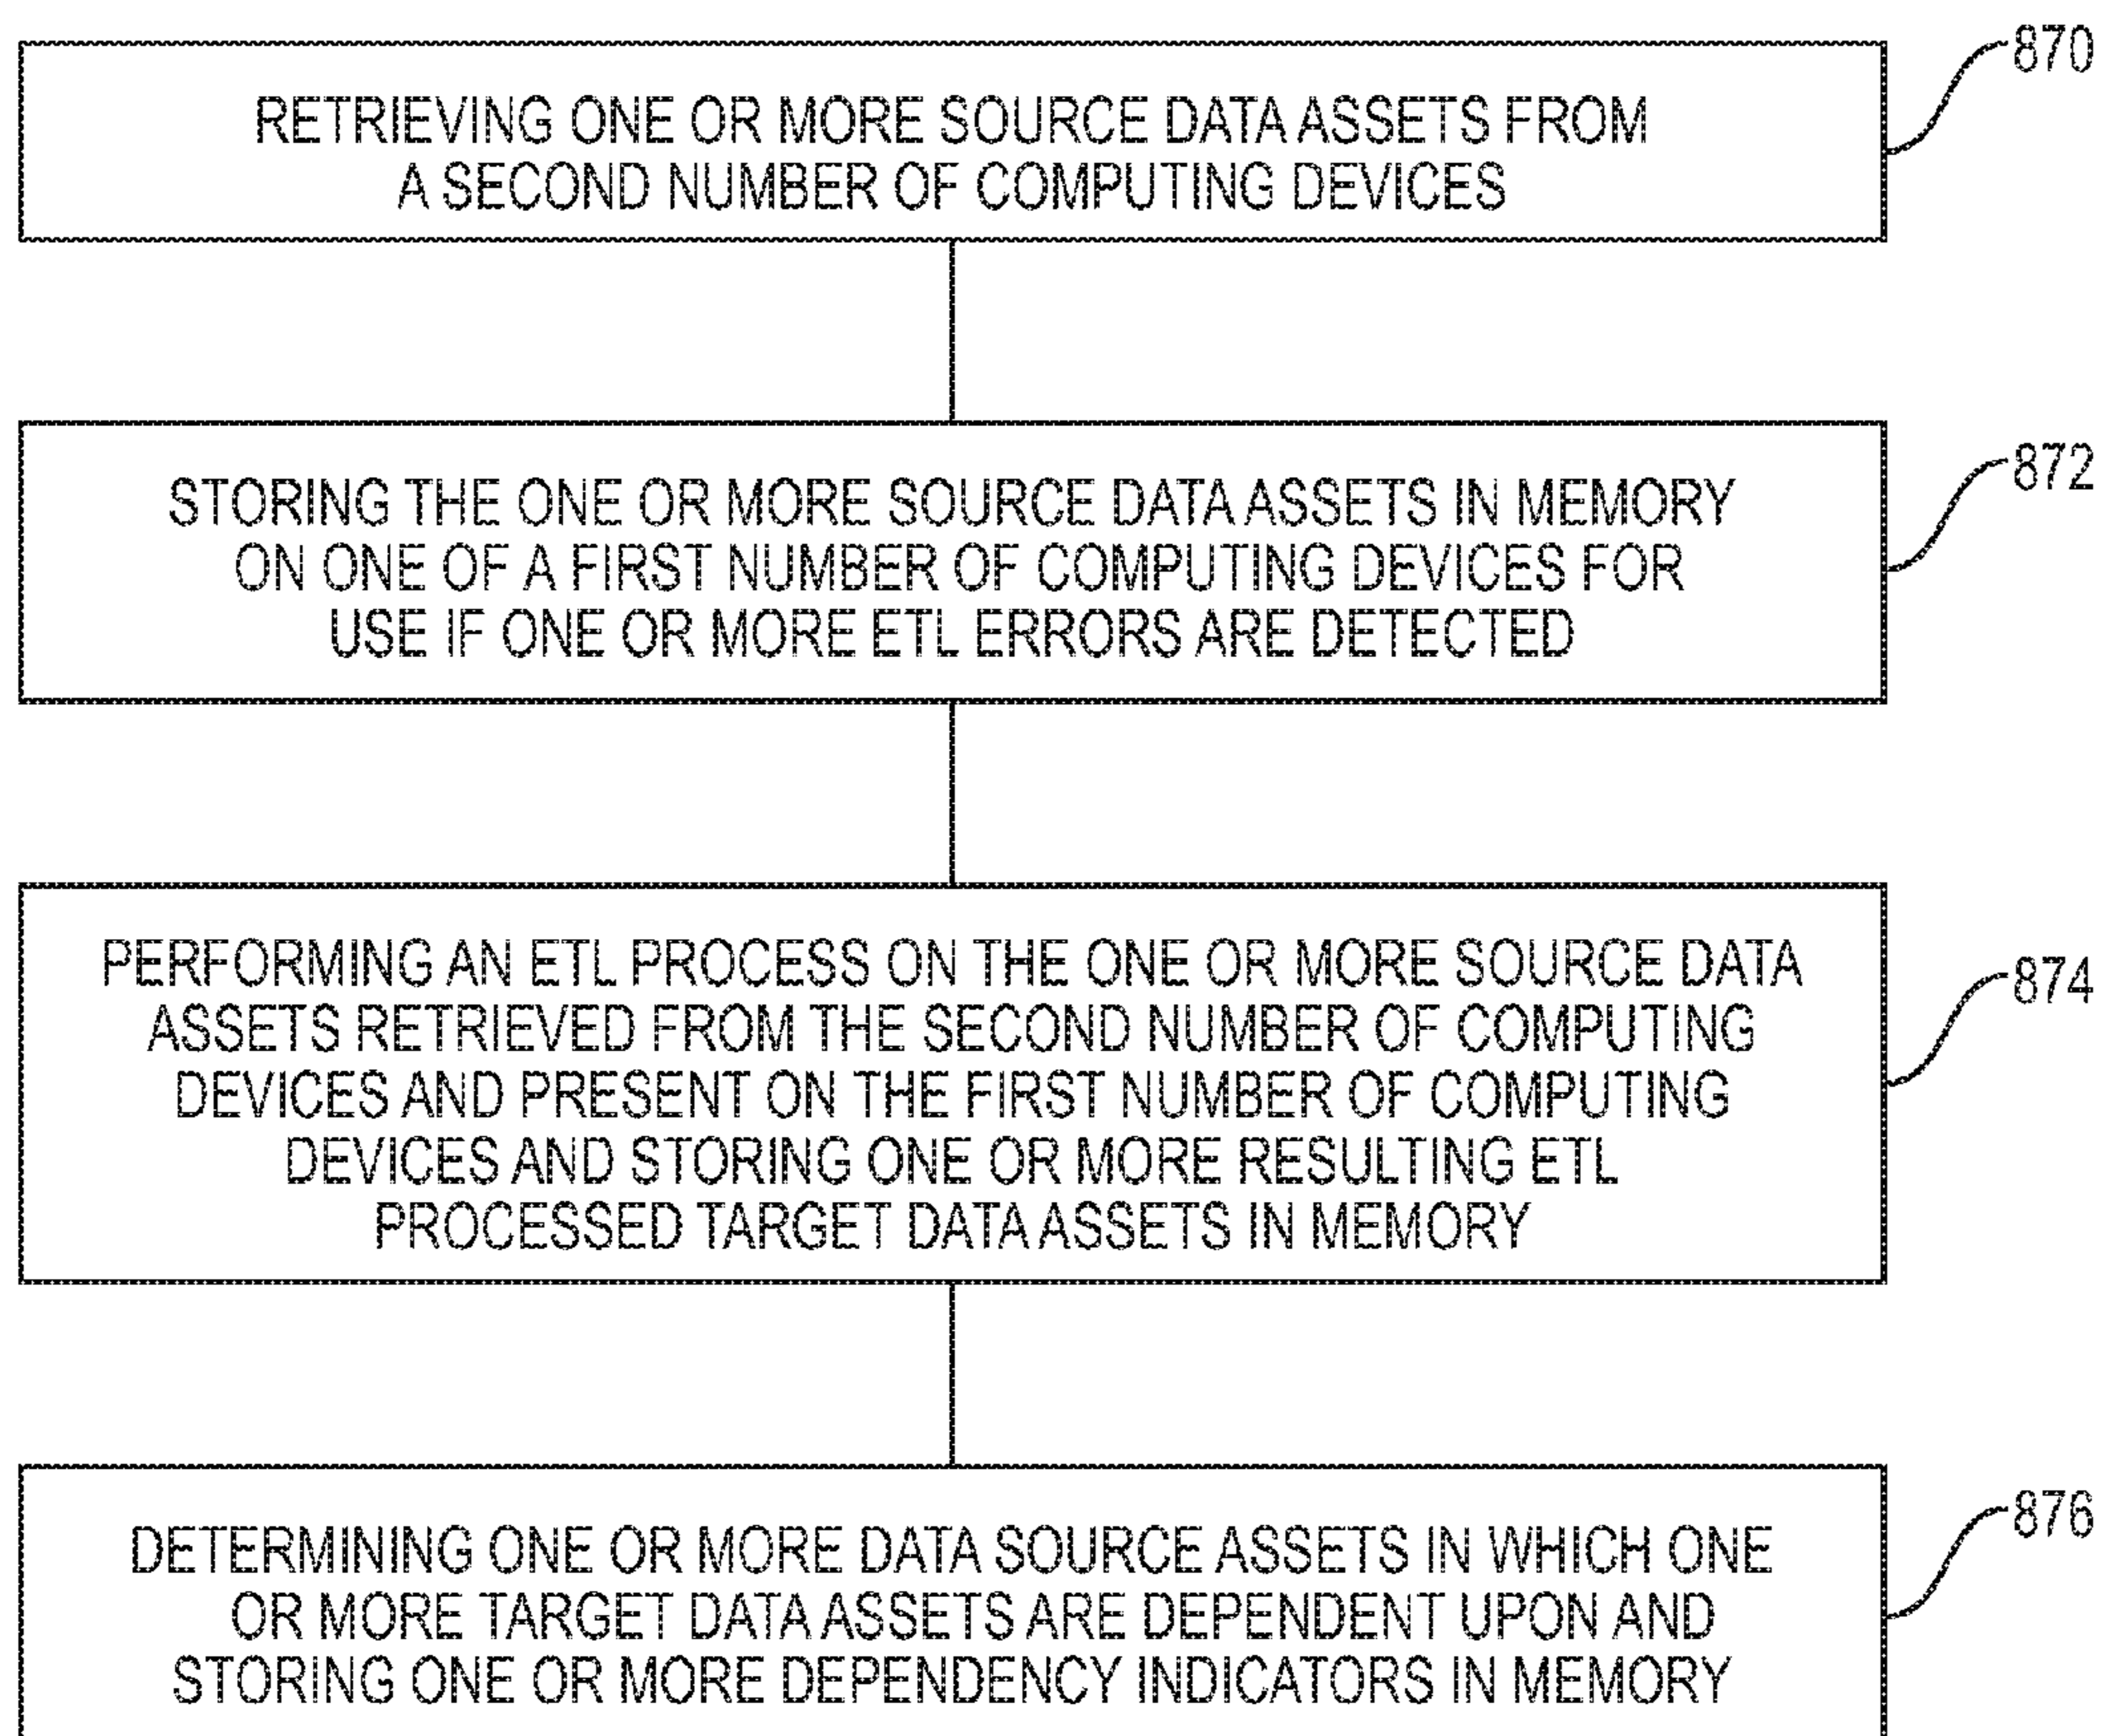 870
RETRIEVING ONE OR MORE SOURCE DATA ASSETS FROM
A SECOND NUMBER OF COMPUTING DEVICES
872
STORING THE ONE OR MORE SOURCE DATA ASSETS IN MEMORY
ON ONE OF A FIRST NUMBER OF COMPUTING DEVICES FOR
USE IF ONE OR MORE ETL ERRORS ARE DETECTED
874
PERFORMING AN ETL PROCESS ON THE ONE OR MORE SOURCE DATA
ASSETS RETRIEVED FROM THE SECOND NUMBER OF COMPUTING
DEVICES AND PRESENT ON THE FIRST NUMBER OF COMPUTING
DEVICES AND STORING ONE OR MORE RESULTING ETL
PROCESSED TARGET DATA ASSETS IN MEMORY
876
DETERMINING ONE OR MORE DATA SOURCE ASSETS IN WHICH ONE
OR MORE TARGET DATA ASSETS ARE DEPENDENT UPON AND
STORING ONE OR MORE DEPENDENCY INDICATORS IN MEMORY